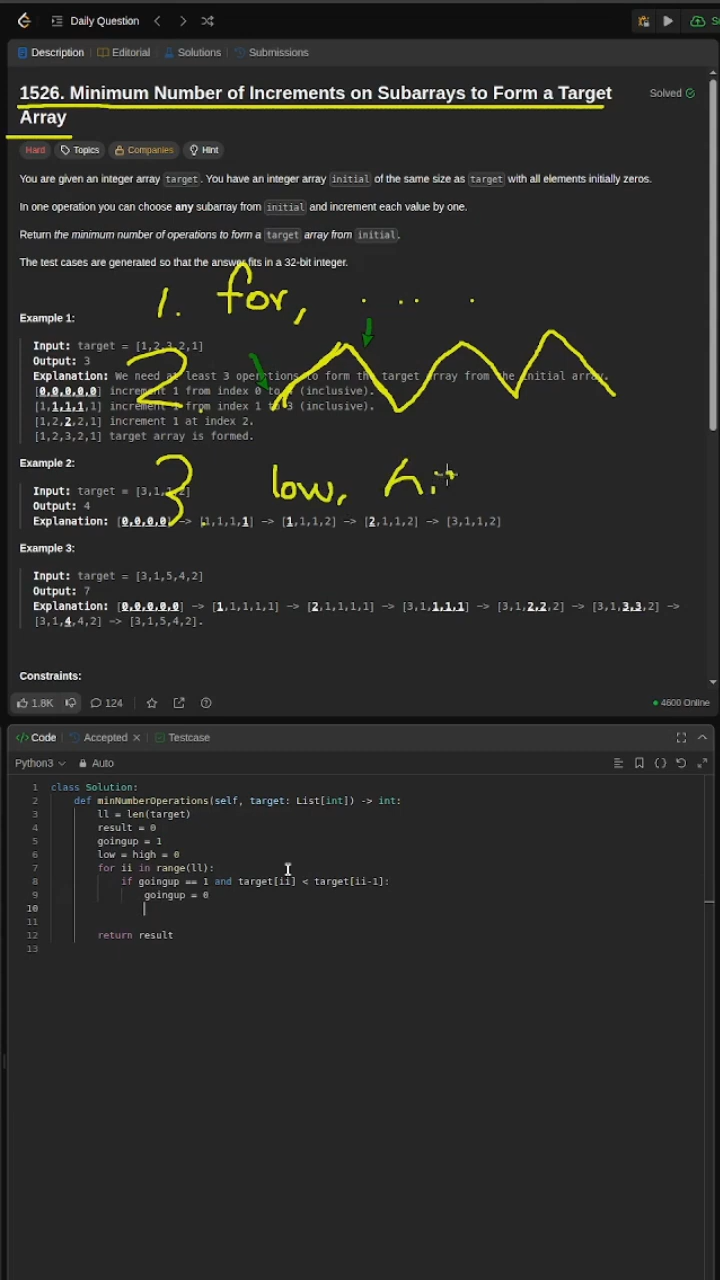 Daily Question
S
Description
Editorial
Solutions
Submissions
1526. Minimum Number of Increments on Subarrays to Form a Target
Array
Solved
Hard
Topics
Companies
Hint
You are given an integer array target. You have an integer array initial of the same size as target with all elements initially zeros.
In one operation you can choose any subarray from initial and increment each value by one.
Return the minimum number of operations to form a target array from initial.
The test cases are generated so that the answer fits in a 32-bit integer.
1. for, . .. .
Example 1:
Input: target = [1,2,3,2,1]
Output: 3
2.
Explanation: We need at least 3 operations to form the target array from the initial array.
[0,0,0,0,0] increment 1 from index 0 to 4 (inclusive).
[1,1,1,1,1] increment 1 from index 1 to 3 (inclusive).
[1,2,2,2,1] increment 1 at index 2.
[1,2,3,2,1] target array is formed.
Example 2:
3. low, hi
Input: target = [3,1,1,2]
Output: 4
Explanation: [0,0,0,0] -> [1,1,1,1] -> [1,1,1,2] -> [2,1,1,2] -> [3,1,1,2]
Example 3:
Input: target = [3,1,5,4,2]
Output: 7
Explanation: [0,0,0,0,0] -> [1,1,1,1,1] -> [2,1,1,1,1] -> [3,1,1,1,1] -> [3,1,2,2,2] -> [3,1,3,3,2] ->
[3,1,4,4,2] -> [3,1,5,4,2].
Constraints:
1.8K
124
4600 Online
Code
Accepted
Testcase
Python3
Auto
1 class Solution:
2 def minNumberOperations(self, target: List[int]) -> int:
3 ll = len(target)
4 result = 0
5 goingup = 1
6 low = high = 0
7 for ii in range(ll):
8 if goingup == 1 and target[ii] < target[ii-1]:
9 goingup = 0
10
11
12 return result
13